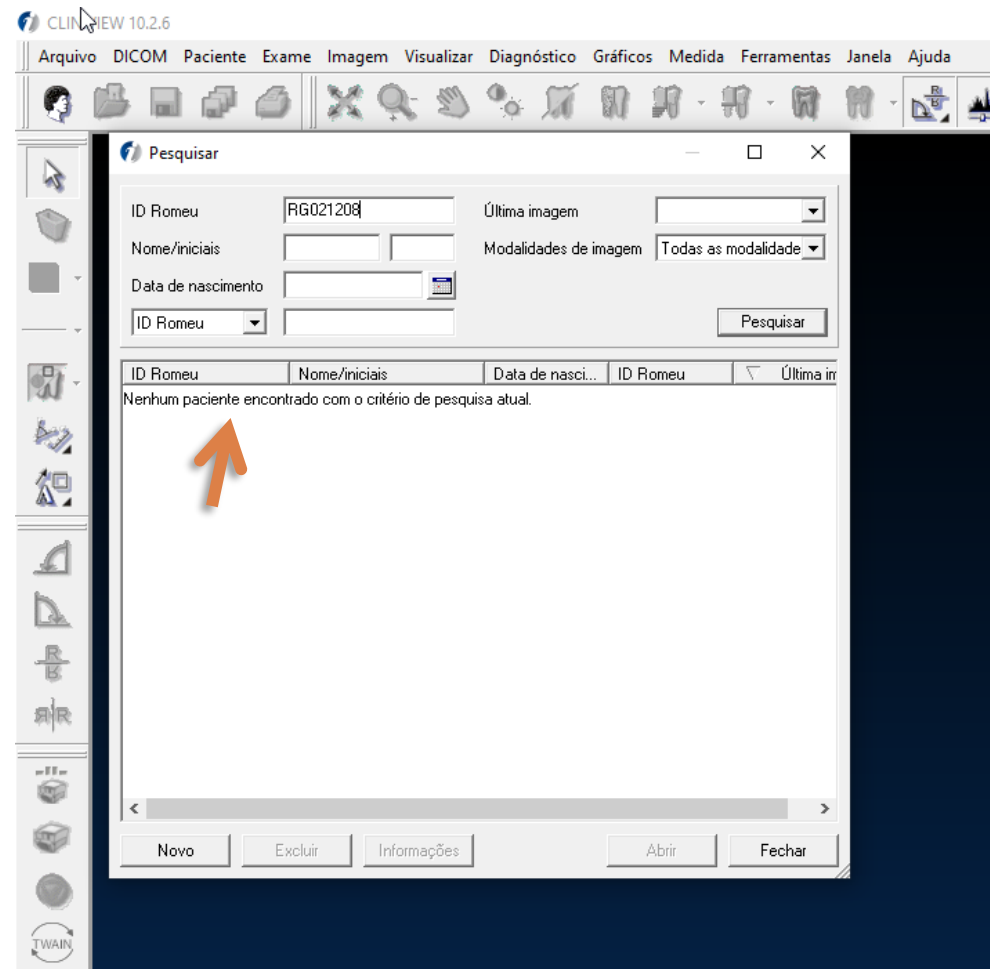 CLINIVIEW 10.2.6
Arquivo DICOM Paciente Exame Imagem Visualizar Diagnóstico Gráficos Medida Ferramentas Janela Ajuda
Pesquisar
ID Romeu RG021208 Última imagem
Nome/iniciais Modalidades de imagem Todas as modalidade
Data de nascimento
ID Romeu Pesquisar
ID Romeu Nome/iniciais Data de nasci... ID Romeu Última im
Nenhum paciente encontrado com o critério de pesquisa atual.
R
R
R R
Novo Excluir Informações Abrir Fechar
TWAIN